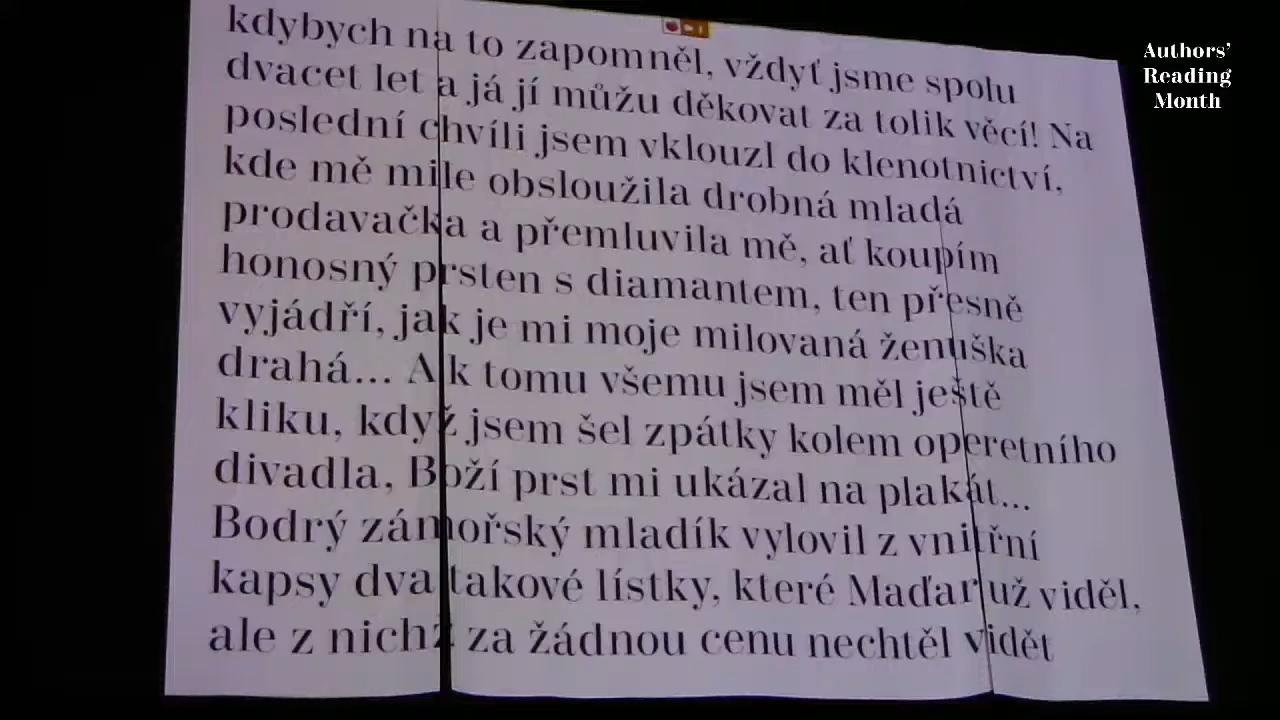 kdybych na to zapomněl, vždyť jsme spolu
dvacet let a já jí můžu děkovat za tolik věcí! Na
poslední chvíli jsem vklouzl do klenotnictví,
kde mě mile obsloužila drobná mladá
prodavačka a přemluvila mě, ať koupím
honosný prsten s diamantem, ten přesně
vyjádří, jak je mi moje milovaná ženuška
drahá... A k tomu všemu jsem měl ještě
kliku, když jsem šel zpátky kolem operetního
divadla, Boží prst mi ukázal na plakát...
Bodrý zámořský mladík vylovil z vnitřní
kapsy dva takové lístky, které Maďar už viděl,
ale z nichž za žádnou cenu nechtěl vidět
Authors'
Reading
Month